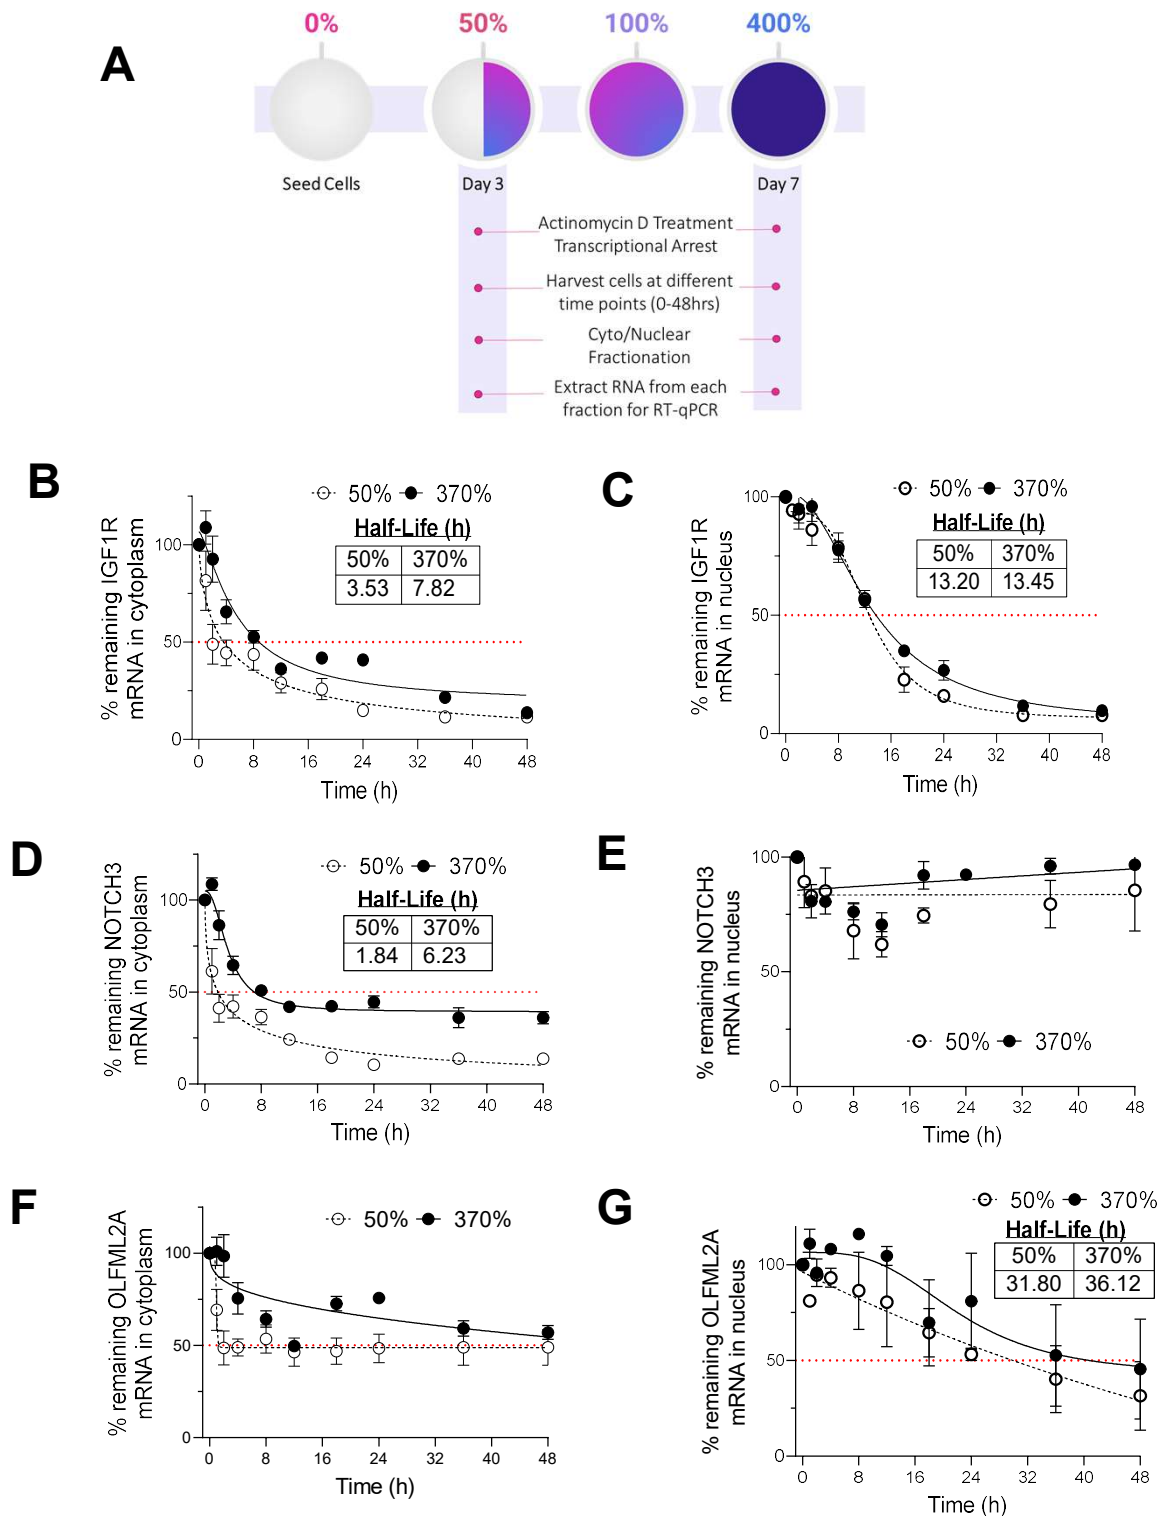 A
0% 50% 100% 400%
Seed Cells Day 3 Day 7
Actinomycin D Treatment
Transcriptional Arrest
Harvest cells at different
time points (0-48hrs)
Cyto/Nuclear
Fractionation
Extract RNA from each
fraction for RT-qPCR
B
50% 370%
Half-Life (h)
50% 370%
3.53 7.82
% remaining IGF1R
mRNA in cytoplasm
100
50
0
0 8 16 24 32 40 48
Time (h)
C
50% 370%
Half-Life (h)
50% 370%
13.20 13.45
% remaining IGF1R
mRNA in nucleus
100
50
0
0 8 16 24 32 40 48
Time (h)
D
50% 370%
Half-Life (h)
50% 370%
1.84 6.23
% remaining NOTCH3
mRNA in cytoplasm
100
50
0
0 8 16 24 32 40 48
Time (h)
E
% remaining NOTCH3
mRNA in nucleus
100
50
0
50% 370%
0 8 16 24 32 40 48
Time (h)
F
50% 370%
% remaining OLFML2A
mRNA in cytoplasm
100
50
0
0 8 16 24 32 40 48
Time (h)
G
50% 370%
Half-Life (h)
50% 370%
31.80 36.12
% remaining OLFML2A
mRNA in nucleus
100
50
0
0 8 16 24 32 40 48
Time (h)